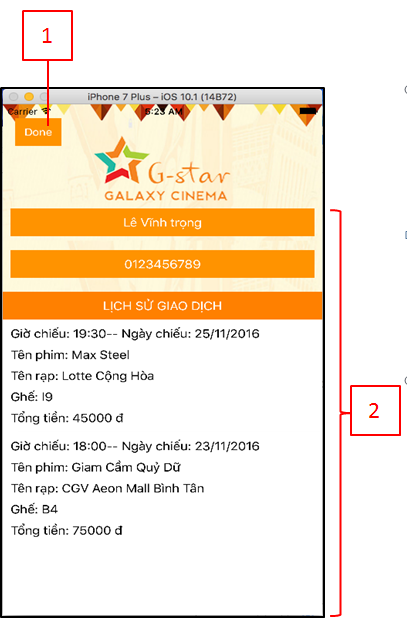 1
iPhone 7 Plus – iOS 10.1 (14B72)
Carrier 6:23 AM
Done
G-star
GALAXY CINEMA
Lê Vĩnh trọng
0123456789
LỊCH SỬ GIAO DỊCH
Giờ chiếu: 19:30-- Ngày chiếu: 25/11/2016
Tên phim: Max Steel
Tên rạp: Lotte Cộng Hòa
Ghế: I9
Tổng tiền: 45000 đ
Giờ chiếu: 18:00-- Ngày chiếu: 23/11/2016
Tên phim: Giam Cầm Quỷ Dữ
Tên rạp: CGV Aeon Mall Bình Tân
Ghế: B4
Tổng tiền: 75000 đ
2